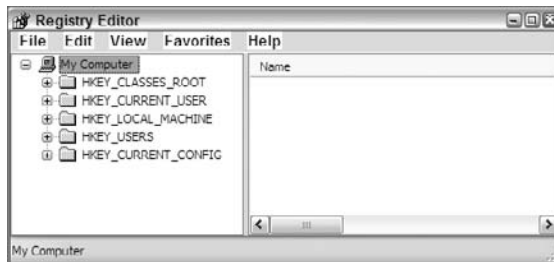 Registry Editor
File Edit View Favorites Help
My Computer
HKEY_CLASSES_ROOT
HKEY_CURRENT_USER
HKEY_LOCAL_MACHINE
HKEY_USERS
HKEY_CURRENT_CONFIG
Name
My Computer